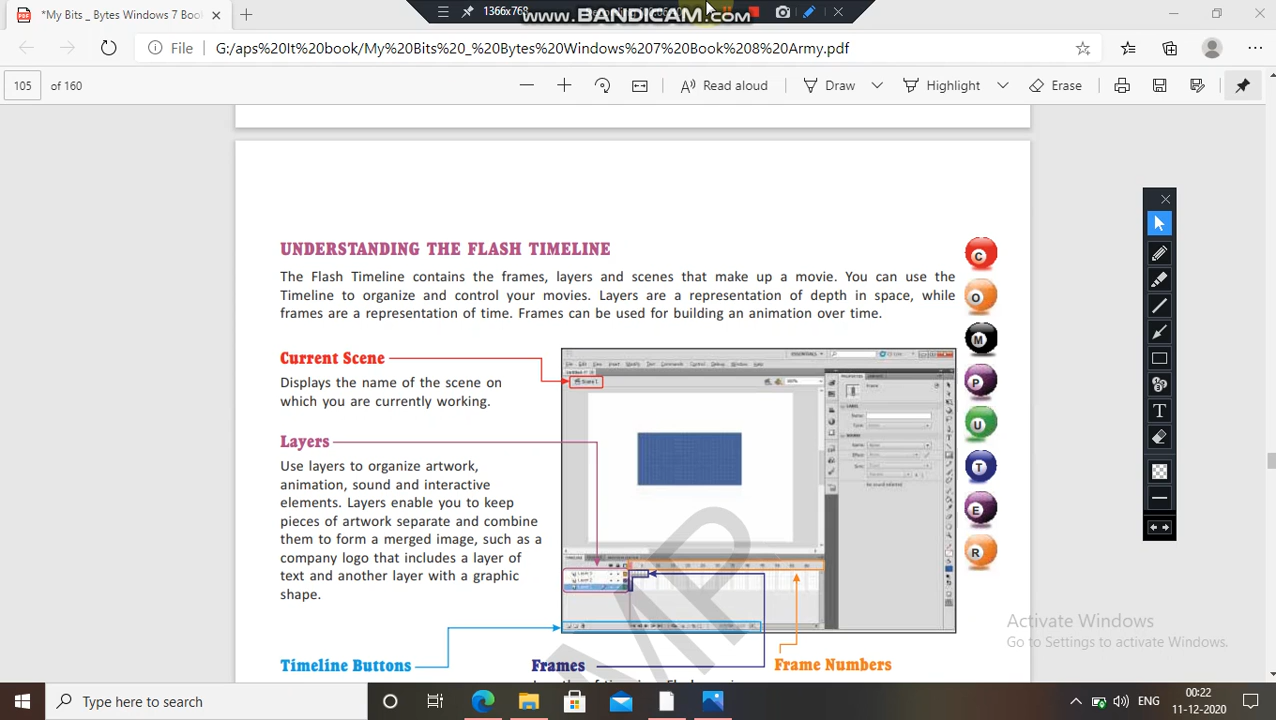 *My Bits _ Bytes Windows 7 Boo
1366x768
www.BANDICAM.com
File
G:/aps%20It%20book/My%20Bits%20_%20Bytes%20Windows%207%20Book%208%20Army.pdf
105 of 160
Read aloud
Draw
Highlight
Erase
UNDERSTANDING THE FLASH TIMELINE
The Flash Timeline contains the frames, layers and scenes that make up a movie. You can use the
Timeline to organize and control your movies. Layers are a representation of depth in space, while
frames are a representation of time. Frames can be used for building an animation over time.
C
O
M
P
U
T
E
R
Current Scene
Displays the name of the scene on
which you are currently working.
Layers
Use layers to organize artwork,
animation, sound and interactive
elements. Layers enable you to keep
pieces of artwork separate and combine
them to form a merged image, such as a
company logo that includes a layer of
text and another layer with a graphic
shape.
Scene 1
MP
Timeline Buttons
Frames
Frame Numbers
T
Activate Windows
Go to Settings to activate Windows.
Type here to search
ENG
00:22
11-12-2020